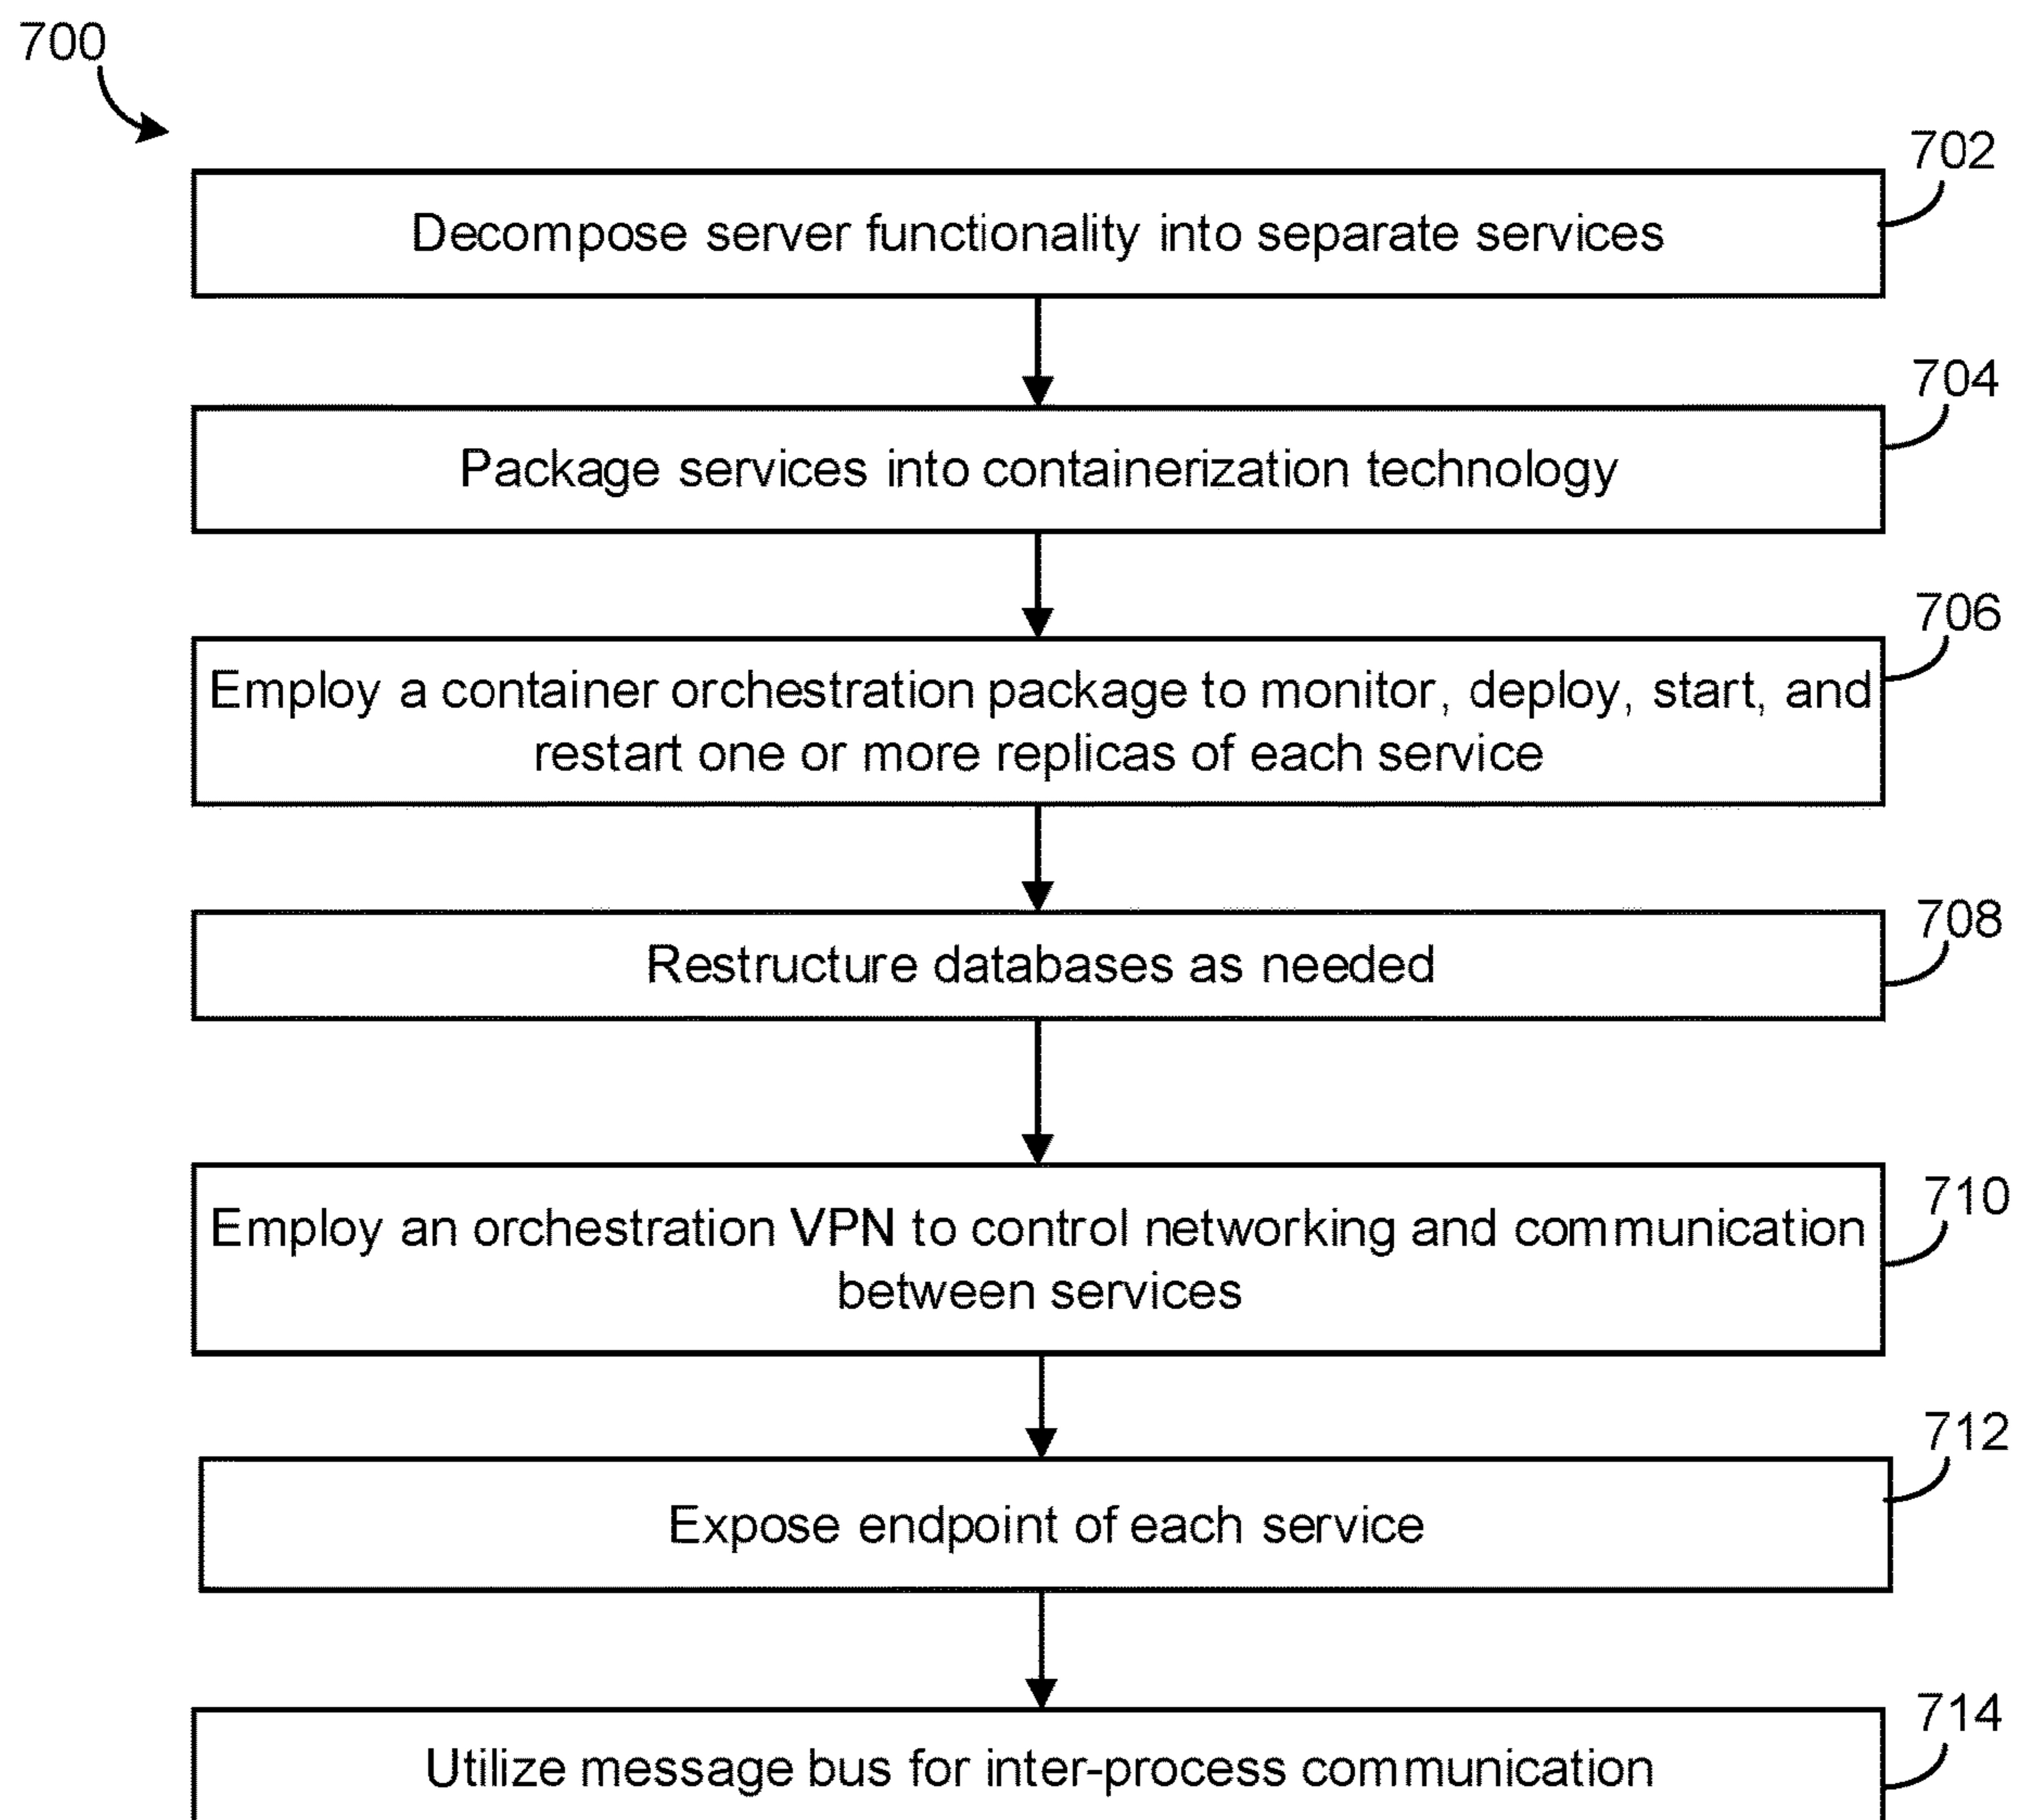 700
702
Decompose server functionality into separate services
704
Package services into containerization technology
706
Employ a container orchestration package to monitor, deploy, start, and
restart one or more replicas of each service
708
Restructure databases as needed
710
Employ an orchestration VPN to control networking and communication
between services
712
Expose endpoint of each service
714
Utilize message bus for inter-process communication